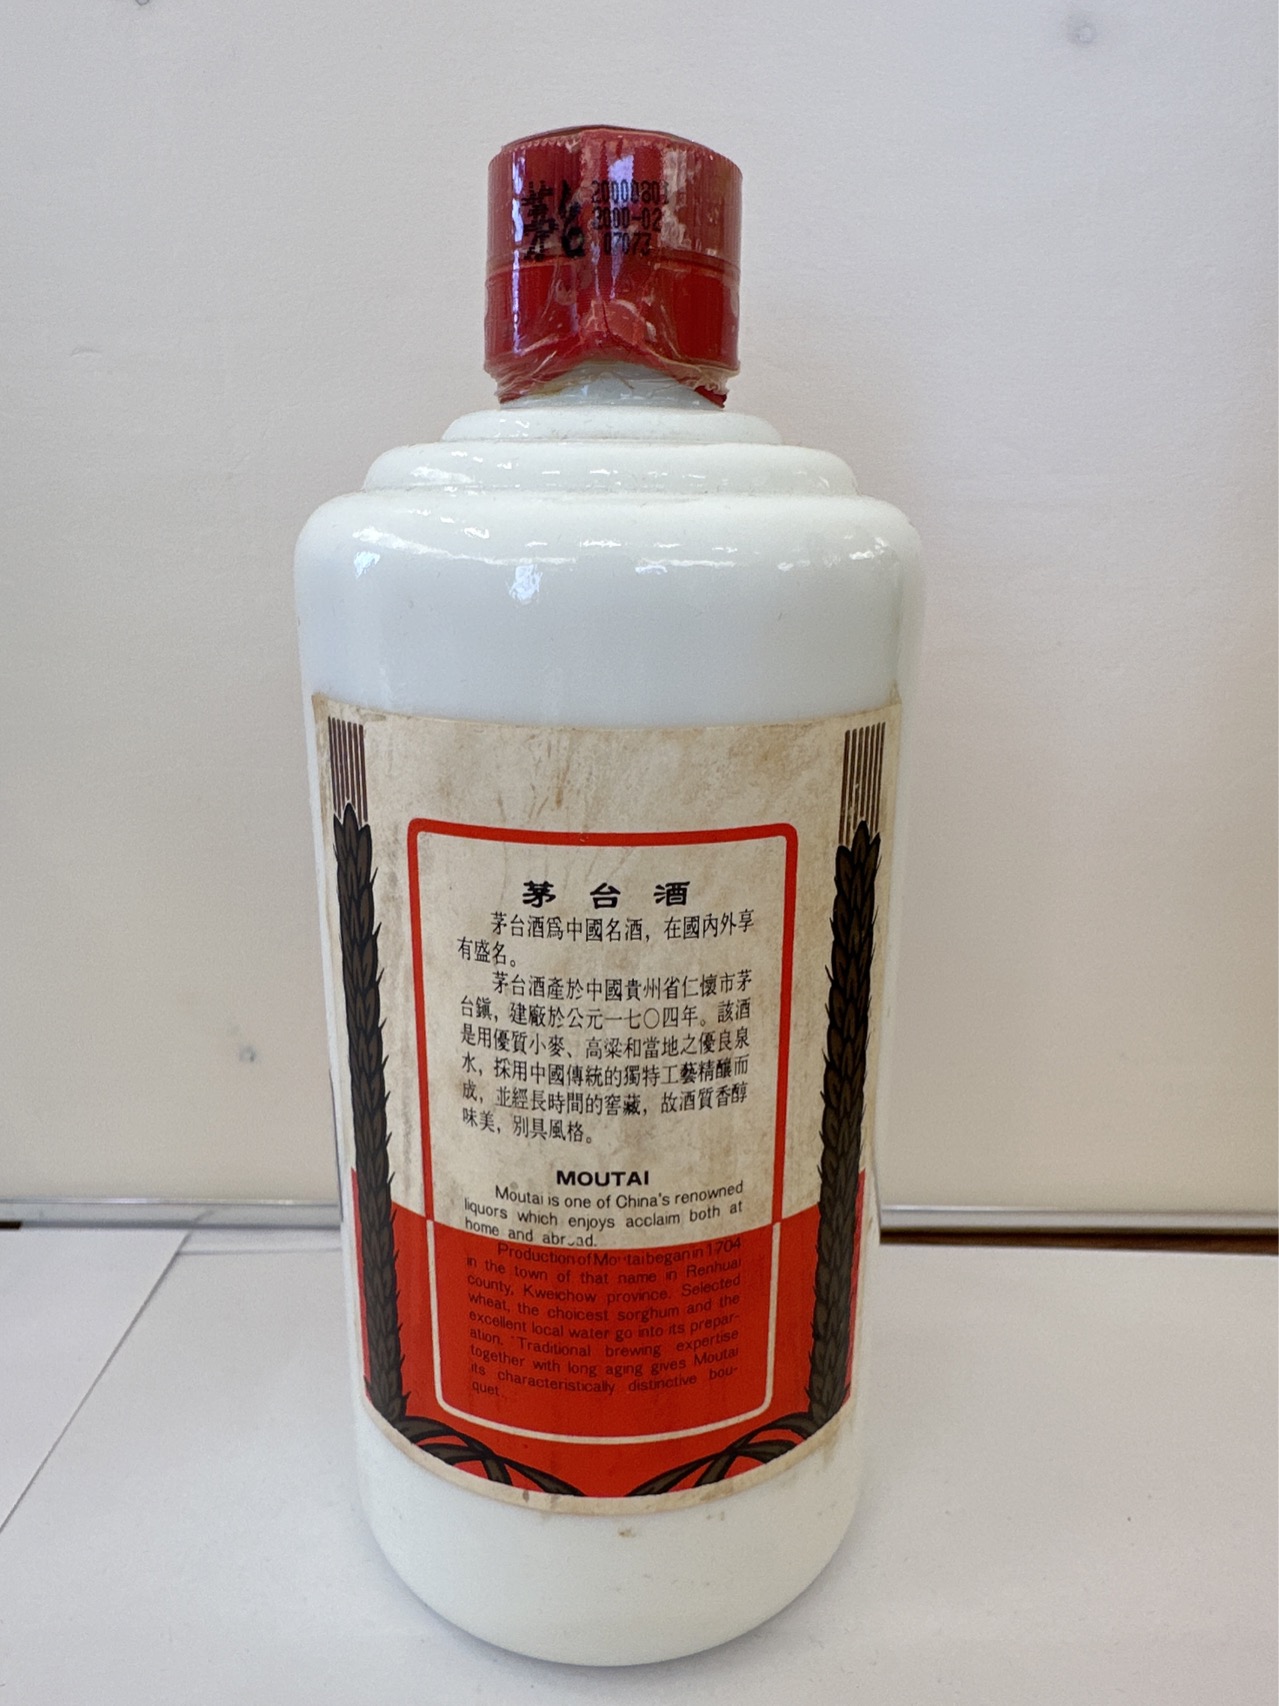 茅台
20000801
2000-02
07073
茅台酒
茅台酒爲中國名酒，在國內外享
有盛名。
茅台酒產於中國貴州省仁懷市茅
台鎮，建廠於公元一七〇四年。該酒
是用優質小麥、高粱和當地之優良泉
水，採用中國傳統的獨特工藝精釀而
成，並經長時間的窖藏，故酒質香醇
味美，別具風格。
MOUTAI
Moutai is one of China's renowned
liquors which enjoys acclaim both at
home and abroad.
Production of Moutai began in 1704
in the town of that name in Renhuai
county, Kweichow province. Selected
wheat, the choicest sorghum and the
excellent local water go into its prepar-
ation. Traditional brewing expertise
together with long aging gives Moutai
its characteristically distinctive bou-
quet.